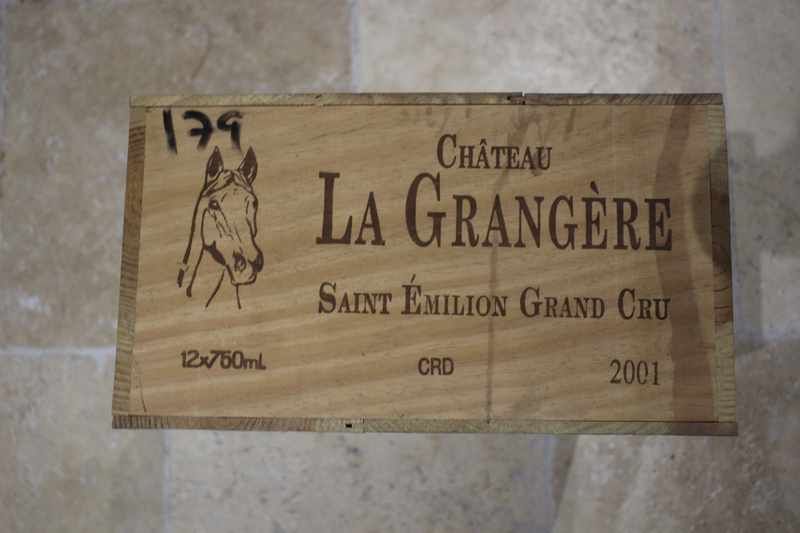 179
CHÂTEAU
LA GRANGÈRE
SAINT ÉMILION GRAND CRU
12x750mL
CRD
2001